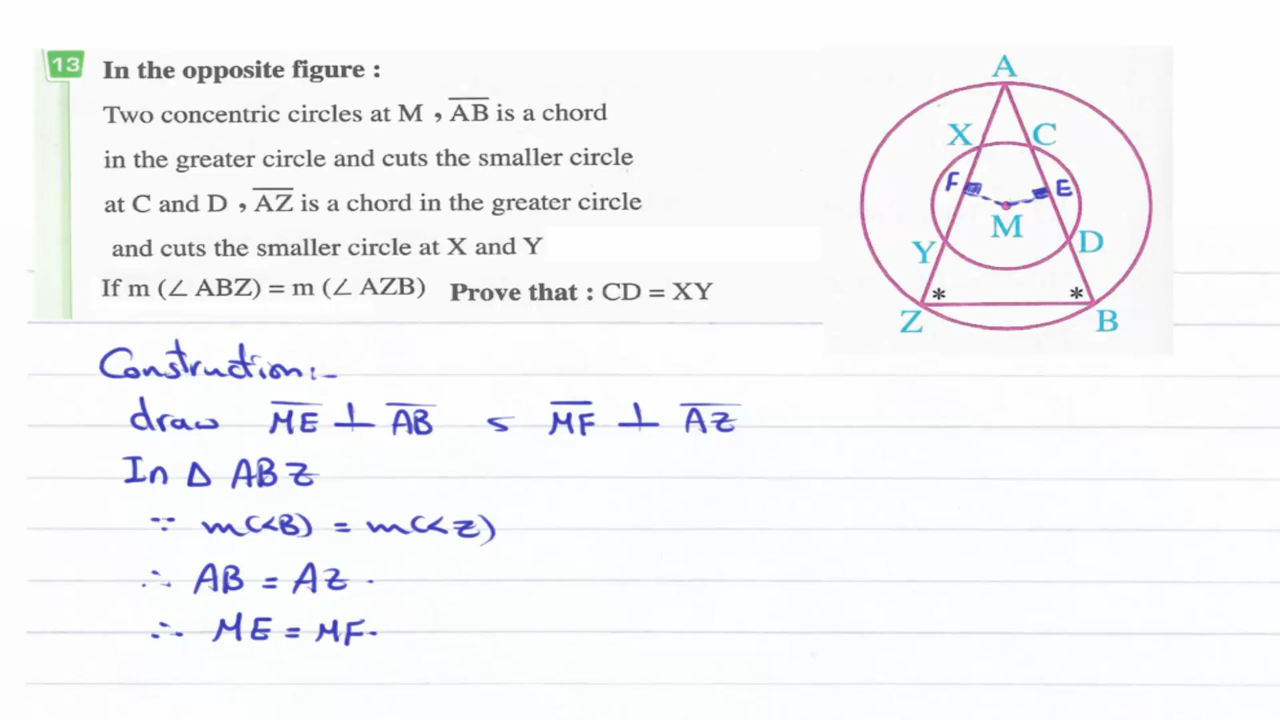 13 In the opposite figure :
Two concentric circles at M , AB is a chord
in the greater circle and cuts the smaller circle
at C and D , AZ is a chord in the greater circle
and cuts the smaller circle at X and Y
If m (∠ ABZ) = m (∠ AZB) Prove that : CD = XY
A
X C
F E
M
Y D
* *
Z B
Construction:-
draw ME ⊥ AB , MF ⊥ AZ
In Δ ABZ
∵ m(<B) = m(<Z)
∴ AB = AZ .
∴ ME = MF.